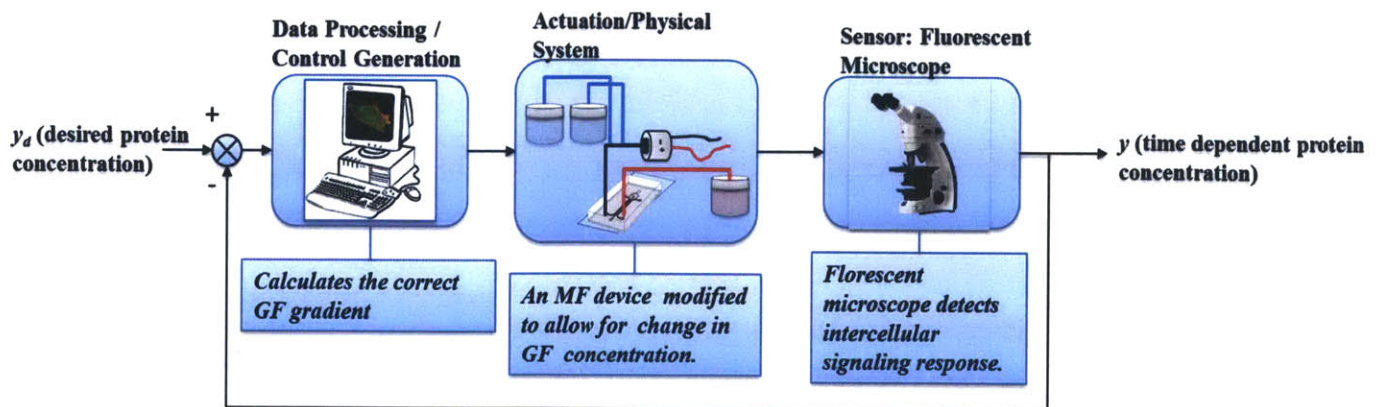 Data Processing /
Control Generation
Actuation/Physical
System
Sensor: Fluorescent
Microscope
+
-
y_d (desired protein
concentration)
y (time dependent protein
concentration)
Calculates the correct
GF gradient
An MF device modified
to allow for change in
GF concentration.
Florescent
microscope detects
intercellular
signaling response.